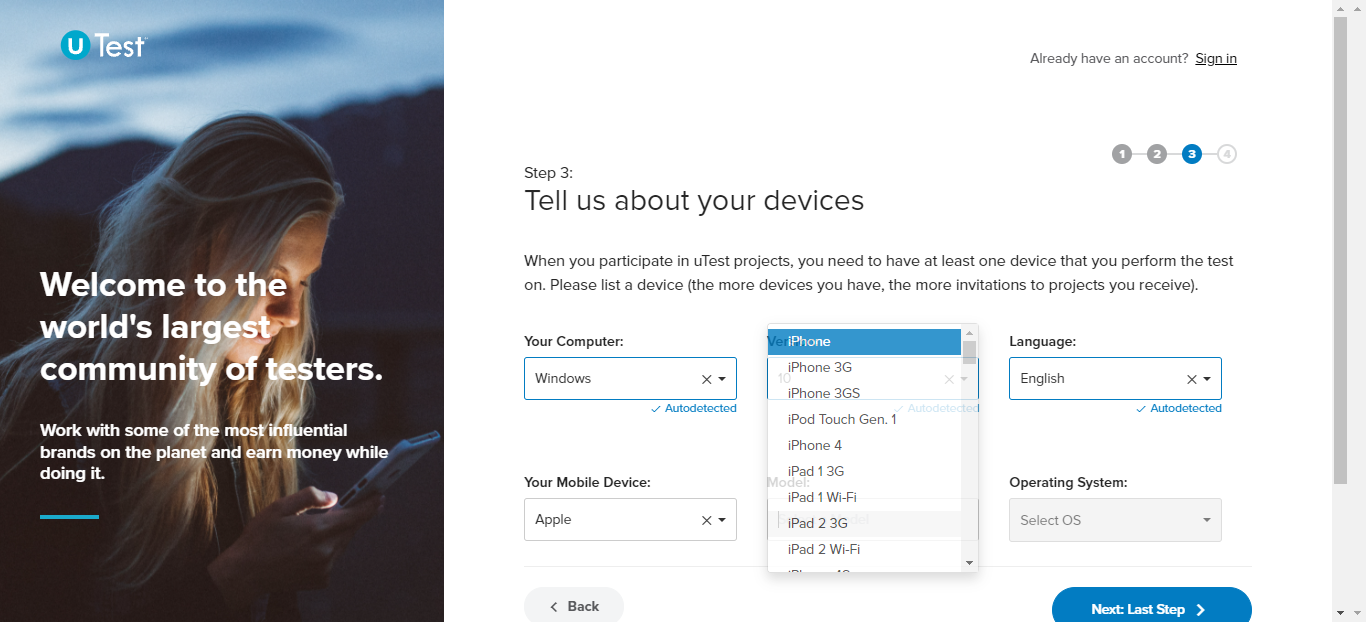 uTest
Already have an account? Sign in
1 2 3 4
Step 3:
Tell us about your devices
Welcome to the
world's largest
community of testers.
Work with some of the most influential
brands on the planet and earn money while
doing it.
When you participate in uTest projects, you need to have at least one device that you perform the test
on. Please list a device (the more devices you have, the more invitations to projects you receive).
Your Computer:
Windows
Autodetected
iPhone
iPhone 3G
10
iPhone 3GS
Autodetected
iPod Touch Gen. 1
iPhone 4
iPad 1 3G
Model:
iPad 1 Wi-Fi
iPad 2 3G
iPad 2 Wi-Fi
Language:
English
Autodetected
Your Mobile Device:
Apple
Operating System:
Select OS
Back
Next: Last Step